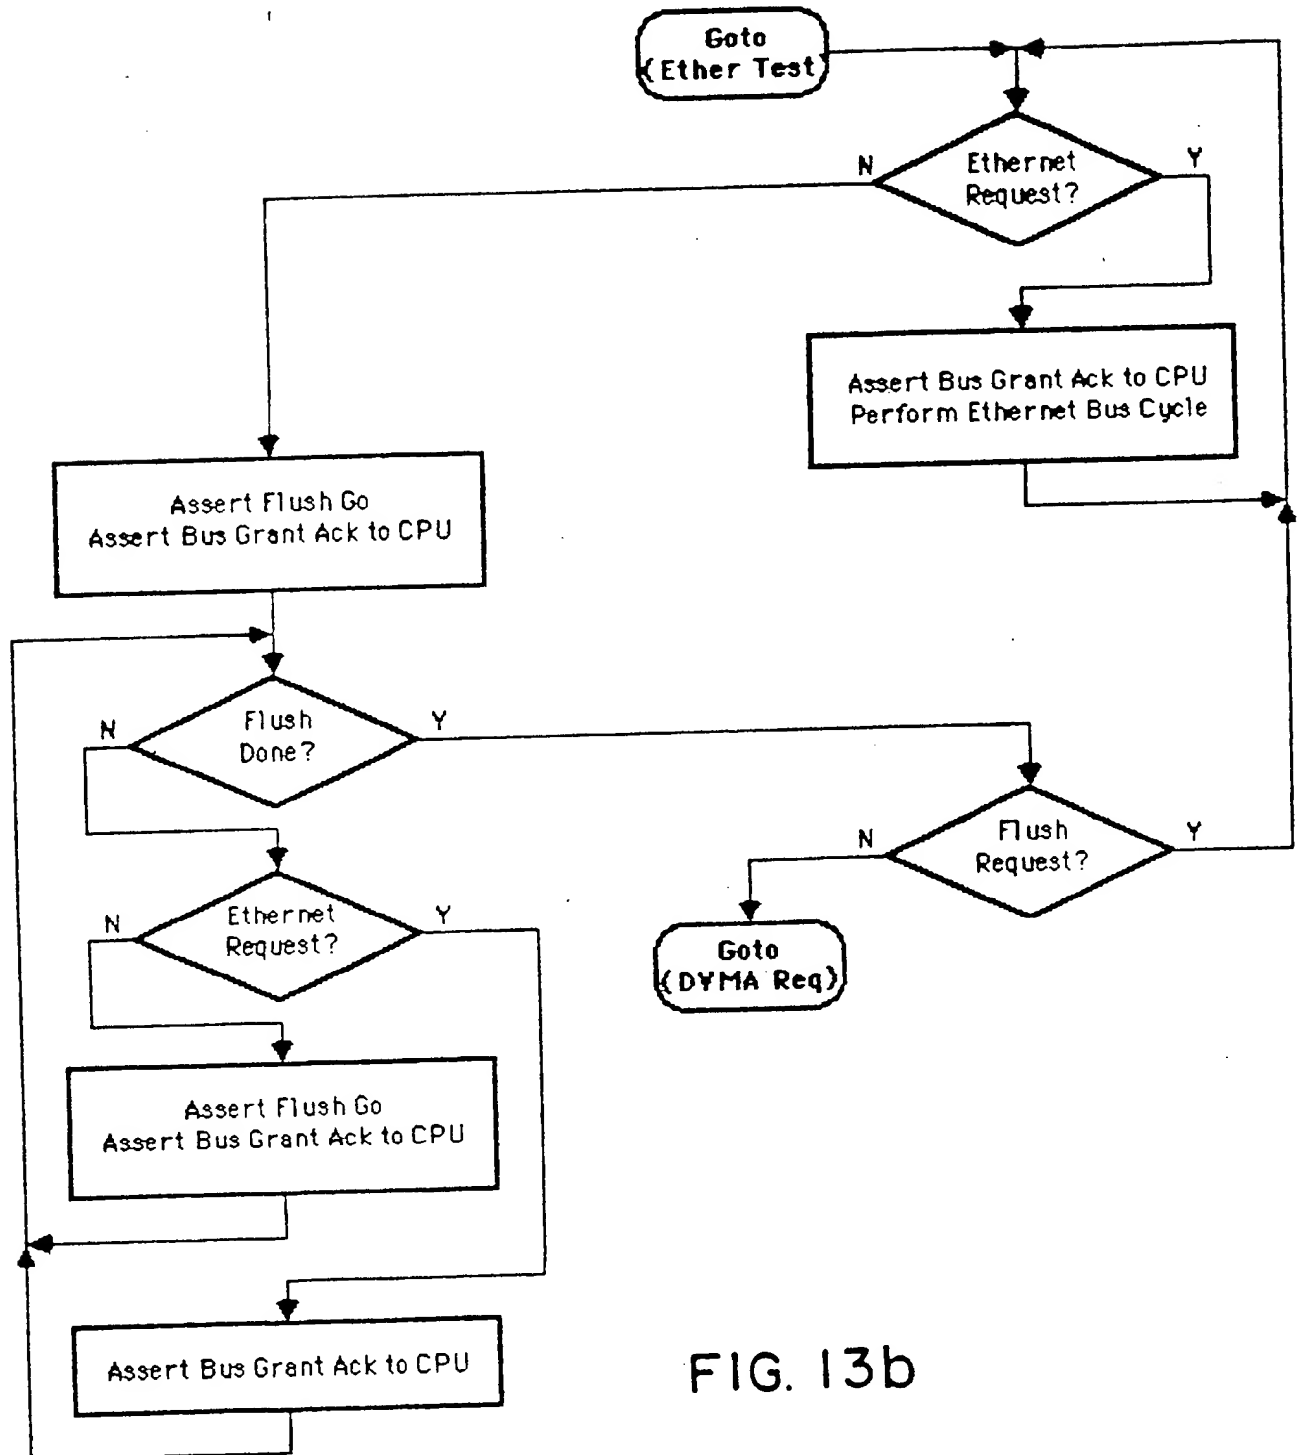 Goto
(Ether Test
Ethernet
Request?
N
Y
Assert Bus Grant Ack to CPU
Perform Ethernet Bus Cycle
Assert Flush Go
Assert Bus Grant Ack to CPU
Flush
Done?
N
Y
Flush
Request?
N
Y
Ethernet
Request?
N
Y
Goto
(DVMA Req)
Assert Flush Go
Assert Bus Grant Ack to CPU
Assert Bus Grant Ack to CPU
FIG. 13b